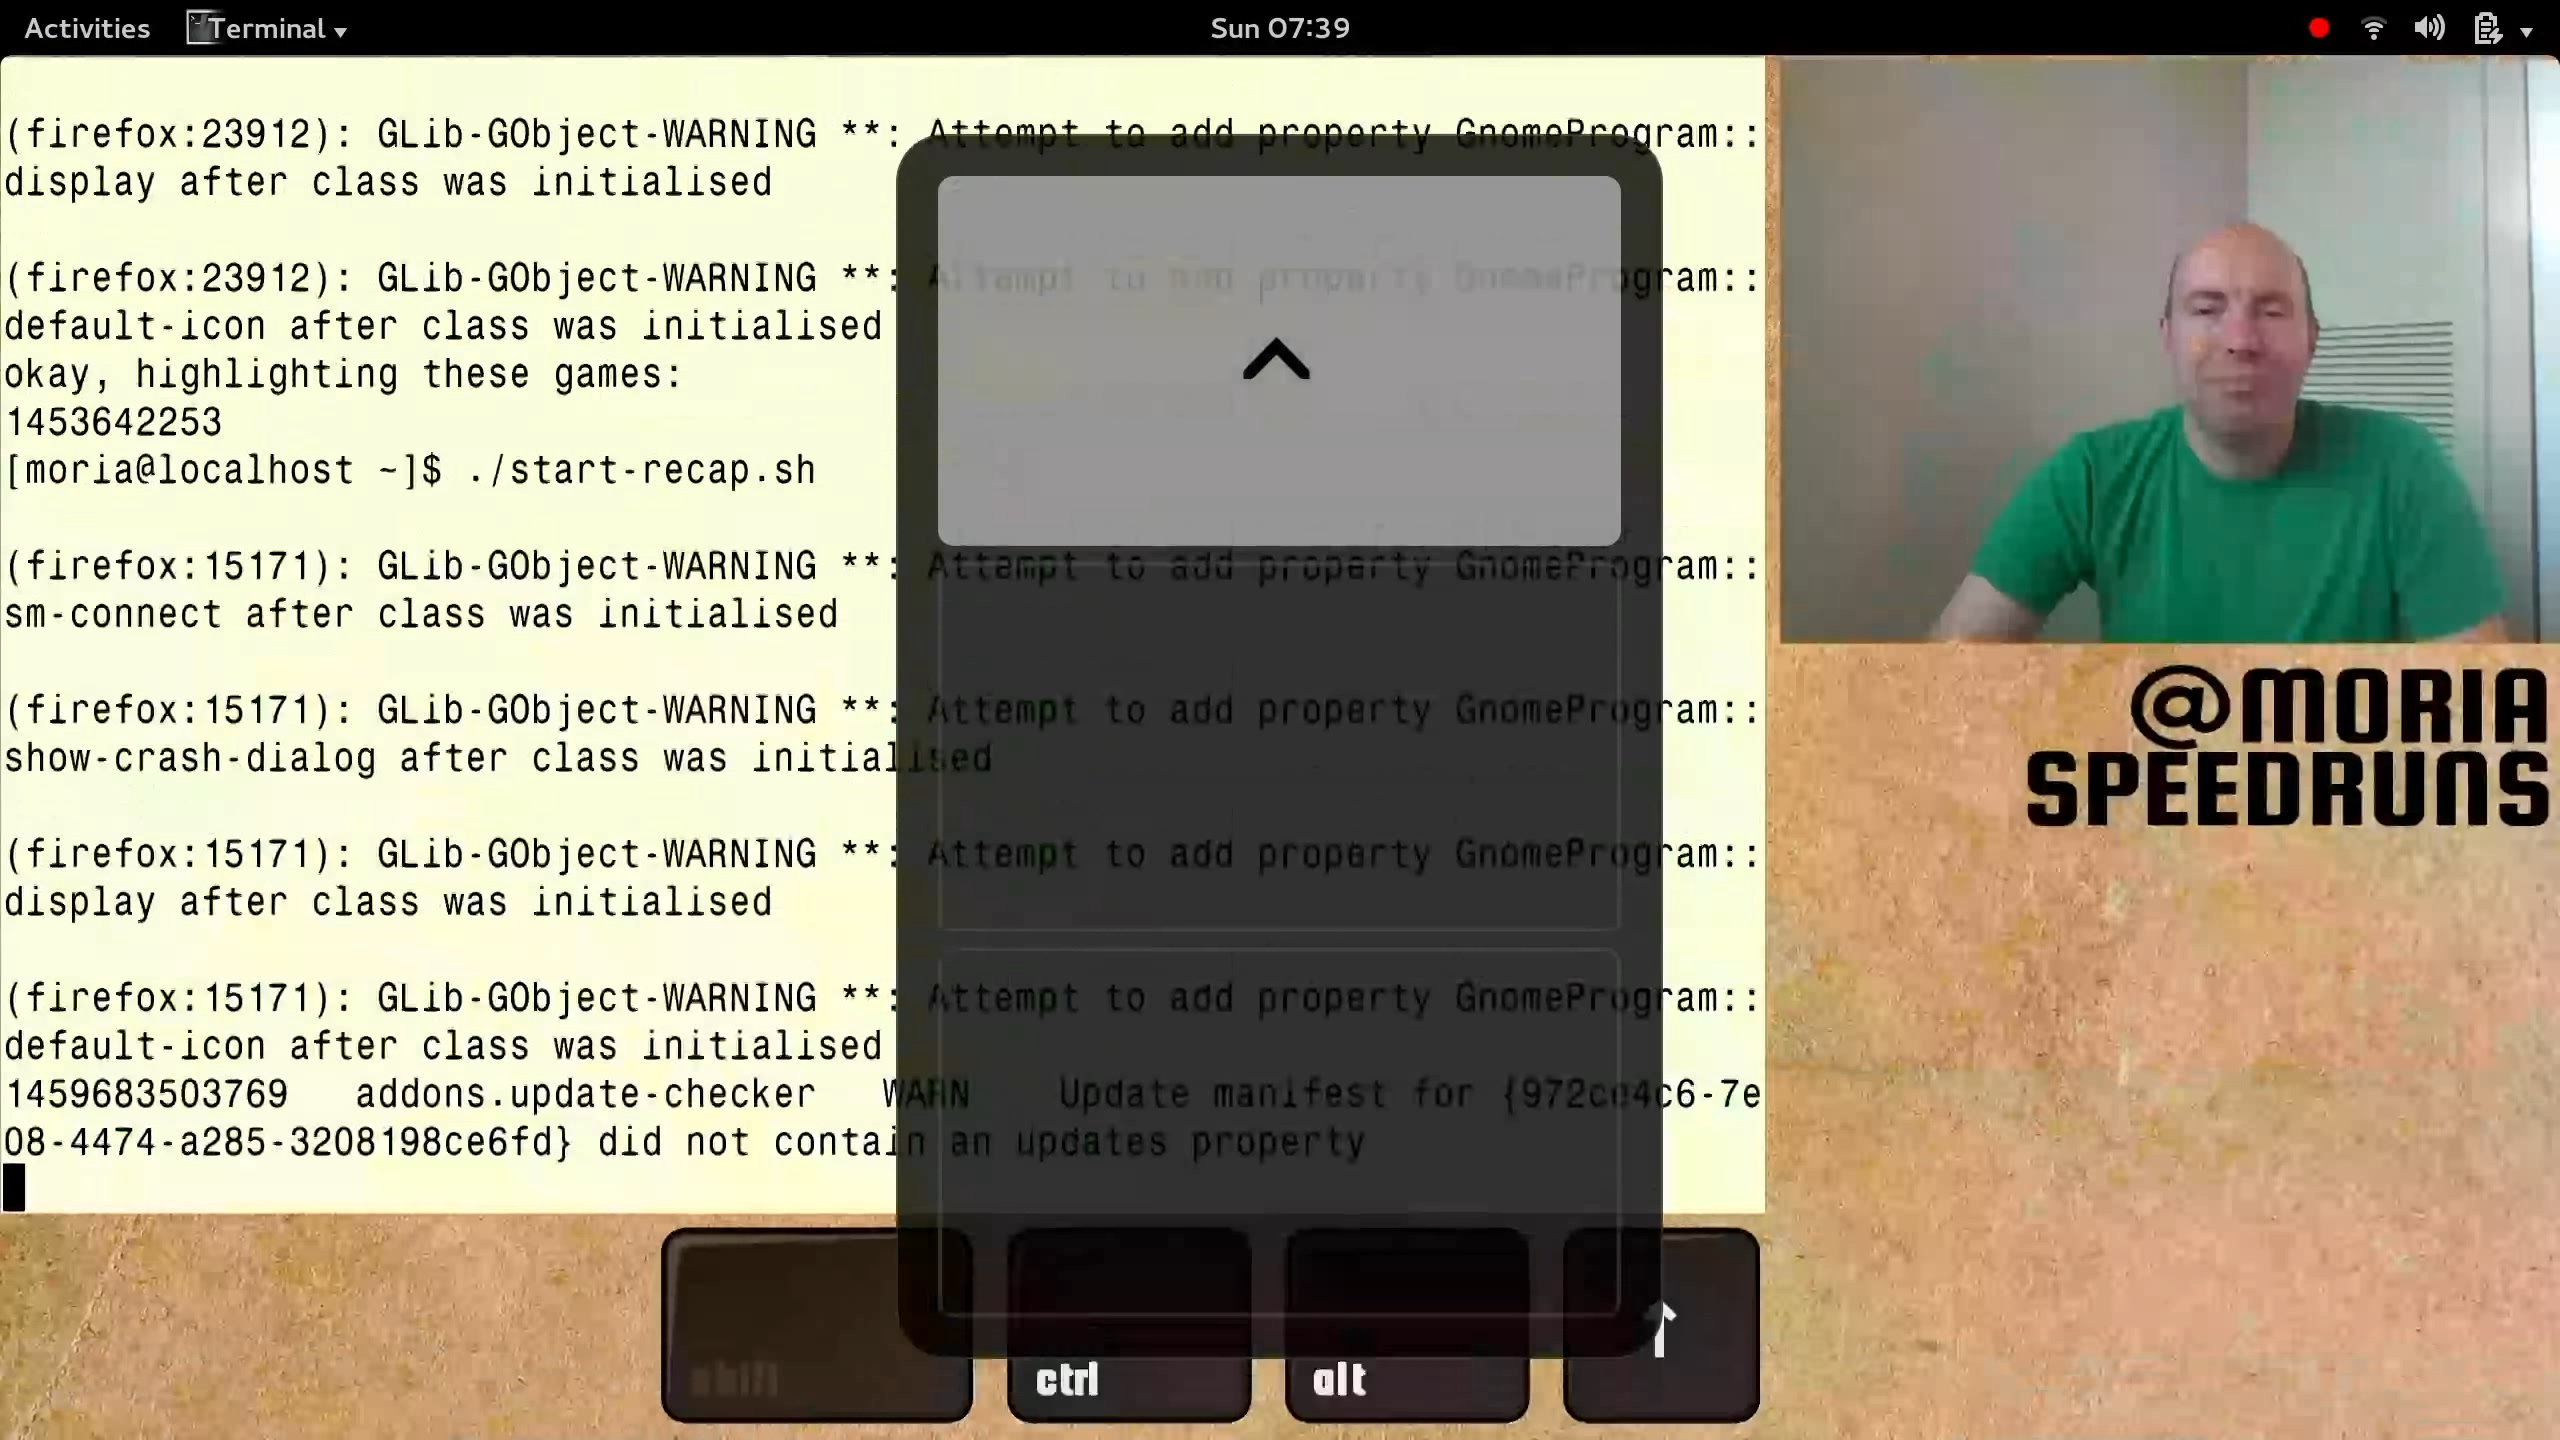 Activities Terminal Sun 07:39
(firefox:23912): GLib-GObject-WARNING **: Attempt to add property GnomeProgram::
display after class was initialised
(firefox:23912): GLib-GObject-WARNING **: Attempt to add property GnomeProgram::
default-icon after class was initialised
okay, highlighting these games:
1453642253
[moria@localhost ~]$ ./start-recap.sh
(firefox:15171): GLib-GObject-WARNING **: Attempt to add property GnomeProgram::
sm-connect after class was initialised
(firefox:15171): GLib-GObject-WARNING **: Attempt to add property GnomeProgram::
show-crash-dialog after class was initialised
(firefox:15171): GLib-GObject-WARNING **: Attempt to add property GnomeProgram::
display after class was initialised
(firefox:15171): GLib-GObject-WARNING **: Attempt to add property GnomeProgram::
default-icon after class was initialised
1459683503769 addons.update-checker WARN Update manifest for {972ce4c6-7e
08-4474-a285-3208198ce6fd} did not contain an updates property
@MORIA
SPEEDRUNS
shift ctrl alt ↑